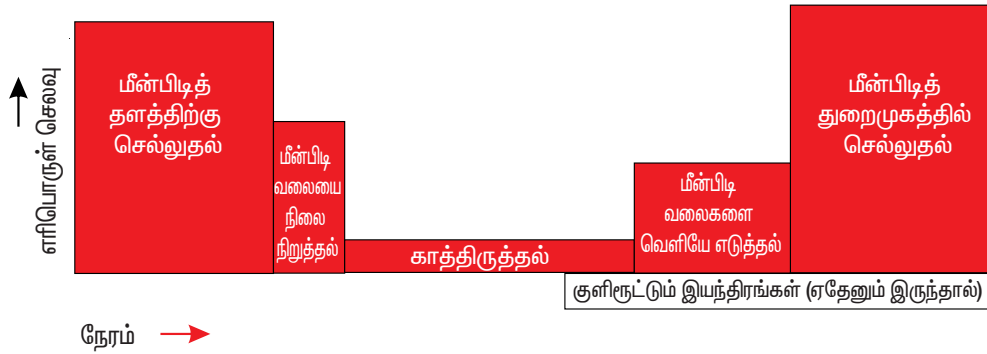 எரிபொருள் செலவு
மீன்பிடித்
தளத்திற்கு
செல்லுதல்
மீன்பிடி
வலையை
நிலை
நிறுத்தல்
காத்திருத்தல்
மீன்பிடி
வலைகளை
வெளியே எடுத்தல்
மீன்பிடித்
துறைமுகத்தில்
செல்லுதல்
குளிரூட்டும் இயந்திரங்கள் (ஏதேனும் இருந்தால்)
நேரம்